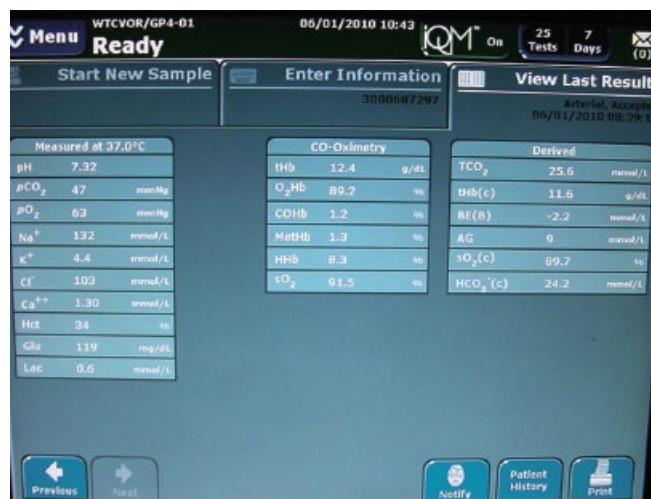 WTCVOR/GP4-01
06/01/2010 10:43
Menu
Ready
iQM™ On
25 Tests
7 Days
(0)
Start New Sample
Enter Information
View Last Result
3000687297
Arterial, Accepte
06/01/2010 08:39:1
Measured at 37.0°C
pH 7.32
pCO₂ 47 mmHg
pO₂ 63 mmHg
Na⁺ 132 mmol/L
K⁺ 4.4 mmol/L
Cl⁻ 103 mmol/L
Ca⁺⁺ 1.30 mmol/L
Hct 34 %
Glu 119 mg/dL
Lac 0.6 mmol/L
CO-Oximetry
tHb 12.4 g/dL
O₂Hb 89.2 %
COHb 1.2 %
MetHb 1.3 %
HHb 8.3 %
sO₂ 91.5 %
Derived
TCO₂ 25.6 mmol/L
tHb(c) 11.6 g/dL
BE(B) -2.2 mmol/L
AG 9 mmol/L
sO₂(c) 89.7 %
HCO₃⁻(c) 24.2 mmol/L
Previous
Next
Notify
Patient History
Print